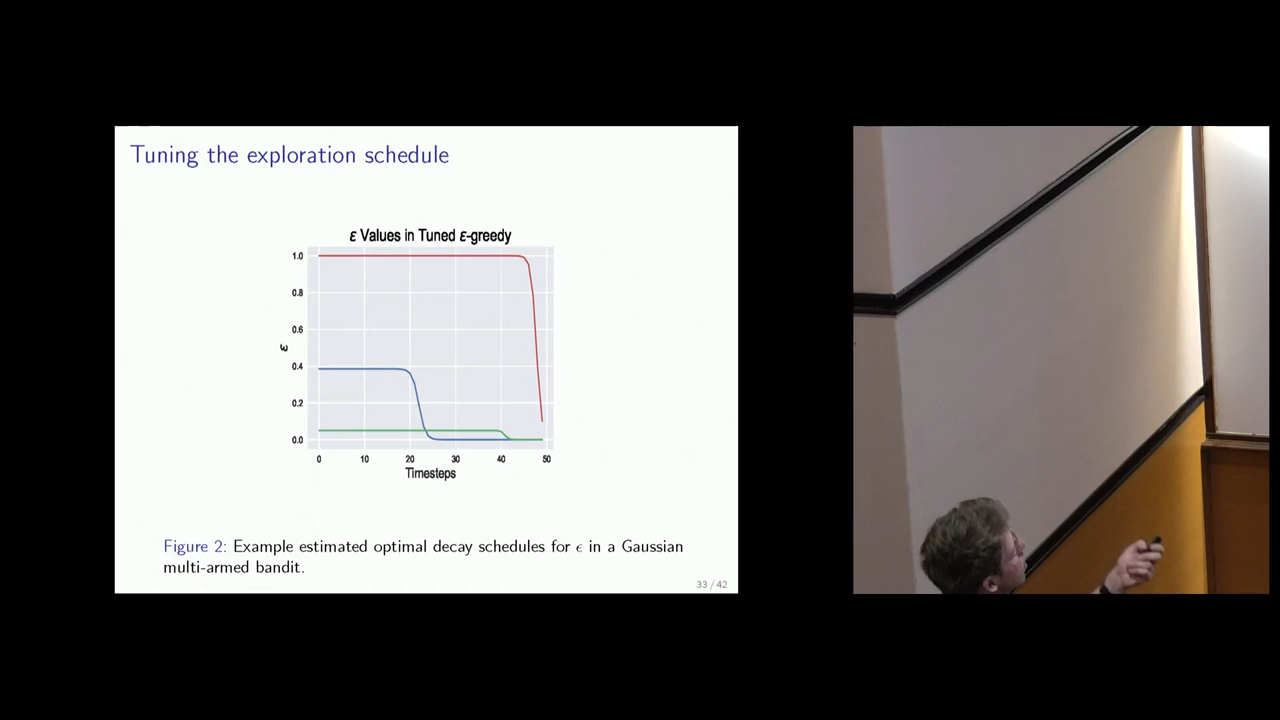 Tuning the exploration schedule
ε Values in Tuned ε-greedy
1.0
0.8
0.6
0.4
0.2
0.0
ε
0 10 20 30 40 50
Timesteps
Figure 2: Example estimated optimal decay schedules for ϵ in a Gaussian
multi-armed bandit.
33 / 42